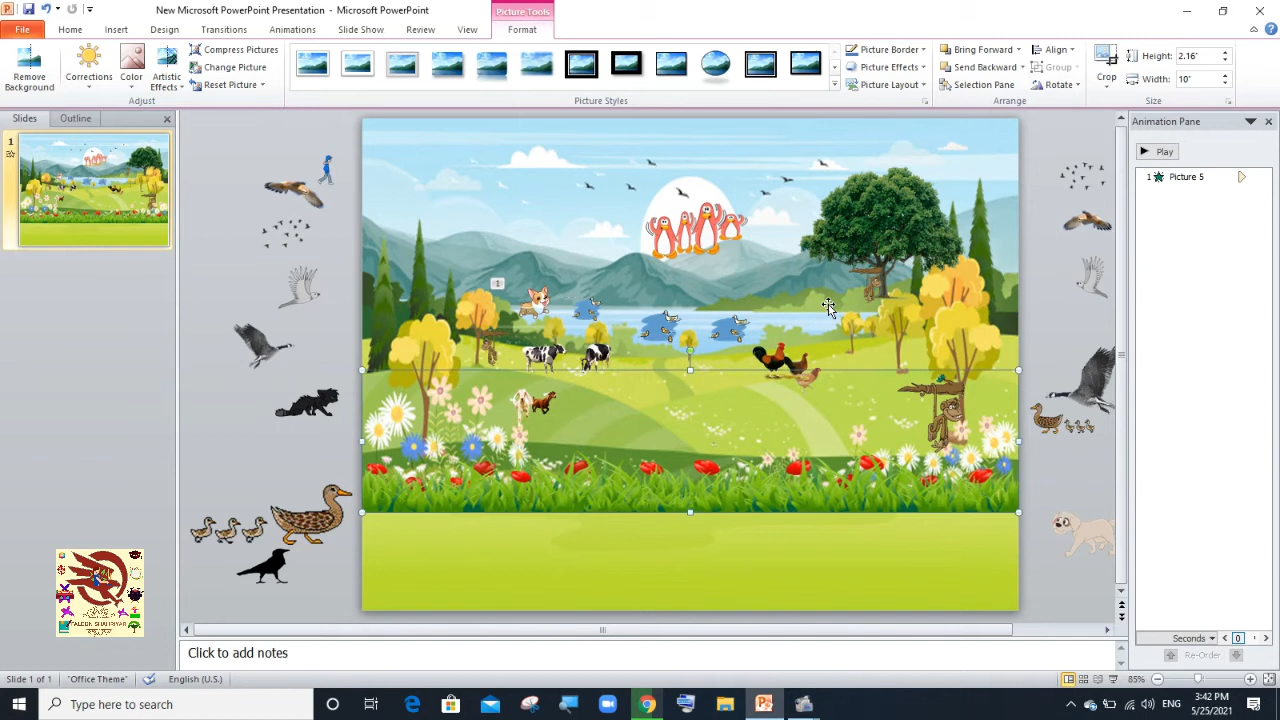 New Microsoft PowerPoint Presentation - Microsoft PowerPoint
Picture Tools
File Home Insert Design Transitions Animations Slide Show Review View Format
Remove Background
Corrections
Color
Artistic Effects
Compress Pictures
Change Picture
Reset Picture
Adjust
Picture Styles
Picture Border
Picture Effects
Picture Layout
Bring Forward
Send Backward
Selection Pane
Align
Group
Rotate
Arrange
Crop
Height: 2.16"
Width: 10"
Size
Slides Outline
1
1
Animation Pane
Play
1 Picture 5
Seconds 0
Re-Order
Click to add notes
Slide 1 of 1 "Office Theme" English (U.S.) 85%
Type here to search
ENG
3:42 PM
5/25/2021